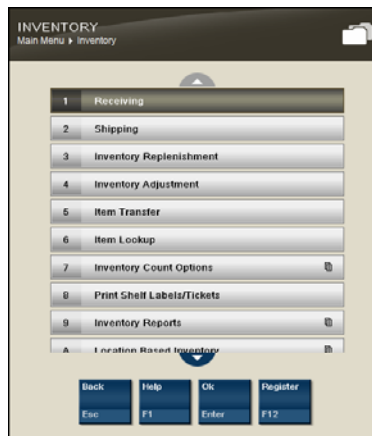 INVENTORY
Main Menu ▸ Inventory
1 Receiving
2 Shipping
3 Inventory Replenishment
4 Inventory Adjustment
5 Item Transfer
6 Item Lookup
7 Inventory Count Options
8 Print Shelf Labels/Tickets
9 Inventory Reports
A Location Based Inventory
Back Help Ok Register
Esc F1 Enter F12